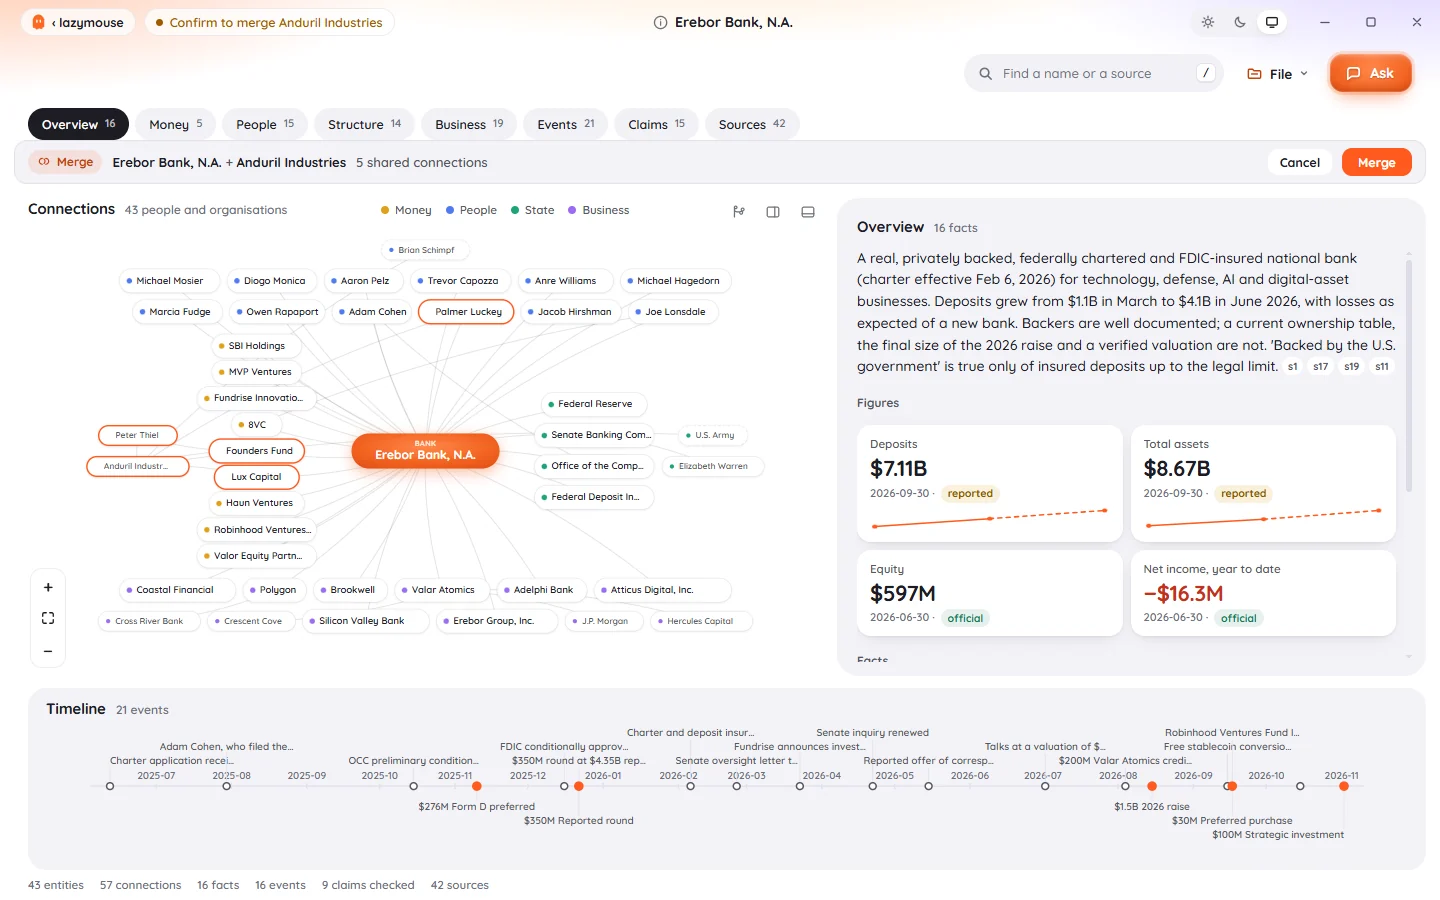 ‹ lazymouse
Confirm to merge Anduril Industries
Erebor Bank, N.A.
Find a name or a source /
File
Ask
Overview 16
Money 5
People 15
Structure 14
Business 19
Events 21
Claims 15
Sources 42
Merge
Erebor Bank, N.A. + Anduril Industries 5 shared connections
Cancel
Merge
Connections 43 people and organisations
Money
People
State
Business
Brian Schimpf
Michael Mosier
Diogo Monica
Aaron Pelz
Trevor Capozza
Anre Williams
Michael Hagedorn
Marcia Fudge
Owen Rapaport
Adam Cohen
Palmer Luckey
Jacob Hirshman
Joe Lonsdale
SBI Holdings
MVP Ventures
Fundrise Innovatio...
8VC
Peter Thiel
Founders Fund
Anduril Industr...
Lux Capital
Haun Ventures
Robinhood Ventures...
Valor Equity Partn...
BANK
Erebor Bank, N.A.
Federal Reserve
Senate Banking Com...
U.S. Army
Office of the Comp...
Elizabeth Warren
Federal Deposit In...
Coastal Financial
Polygon
Brookwell
Valar Atomics
Adelphi Bank
Atticus Digital, Inc.
Cross River Bank
Crescent Cove
Silicon Valley Bank
Erebor Group, Inc.
J.P. Morgan
Hercules Capital
+
−
Overview 16 facts
A real, privately backed, federally chartered and FDIC-insured national bank
(charter effective Feb 6, 2026) for technology, defense, AI and digital-asset
businesses. Deposits grew from $1.1B in March to $4.1B in June 2026, with losses as
expected of a new bank. Backers are well documented; a current ownership table,
the final size of the 2026 raise and a verified valuation are not. 'Backed by the U.S.
government' is true only of insured deposits up to the legal limit. s1 s17 s19 s11
Figures
Deposits
$7.11B
2026-09-30 · reported
Total assets
$8.67B
2026-09-30 · reported
Equity
$597M
2026-06-30 · official
Net income, year to date
−$16.3M
2026-06-30 · official
Facts
Timeline 21 events
Charter and deposit insur...
Senate inquiry renewed
Robinhood Ventures Fund I...
Adam Cohen, who filed the...
FDIC conditionally approv...
Fundrise announces invest...
Talks at a valuation of $...
Free stablecoin conversio...
Charter application recei...
OCC preliminary condition...
$350M round at $4.35B rep...
Senate oversight letter t...
Reported offer of corresp...
$200M Valar Atomics credi...
2025-07
2025-08
2025-09
2025-10
2025-11
2025-12
2026-01
2026-02
2026-03
2026-04
2026-05
2026-06
2026-07
2026-08
2026-09
2026-10
2026-11
$276M Form D preferred
$1.5B 2026 raise
$350M Reported round
$30M Preferred purchase
$100M Strategic investment
43 entities
57 connections
16 facts
16 events
9 claims checked
42 sources